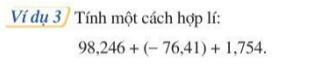 Ví dụ 3 Tính một cách hợp lí:
98,246 + (– 76,41) + 1,754.